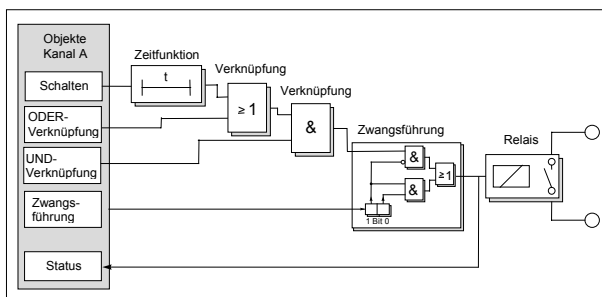 Objekte
Kanal A
Schalten
ODER-
Verknüpfung
UND-
Verknüpfung
Zwangs-
führung
Status
Zeitfunktion
t
Verknüpfung
≥ 1
Verknüpfung
&
Zwangsführung
&
&
≥1
1 Bit 0
Relais